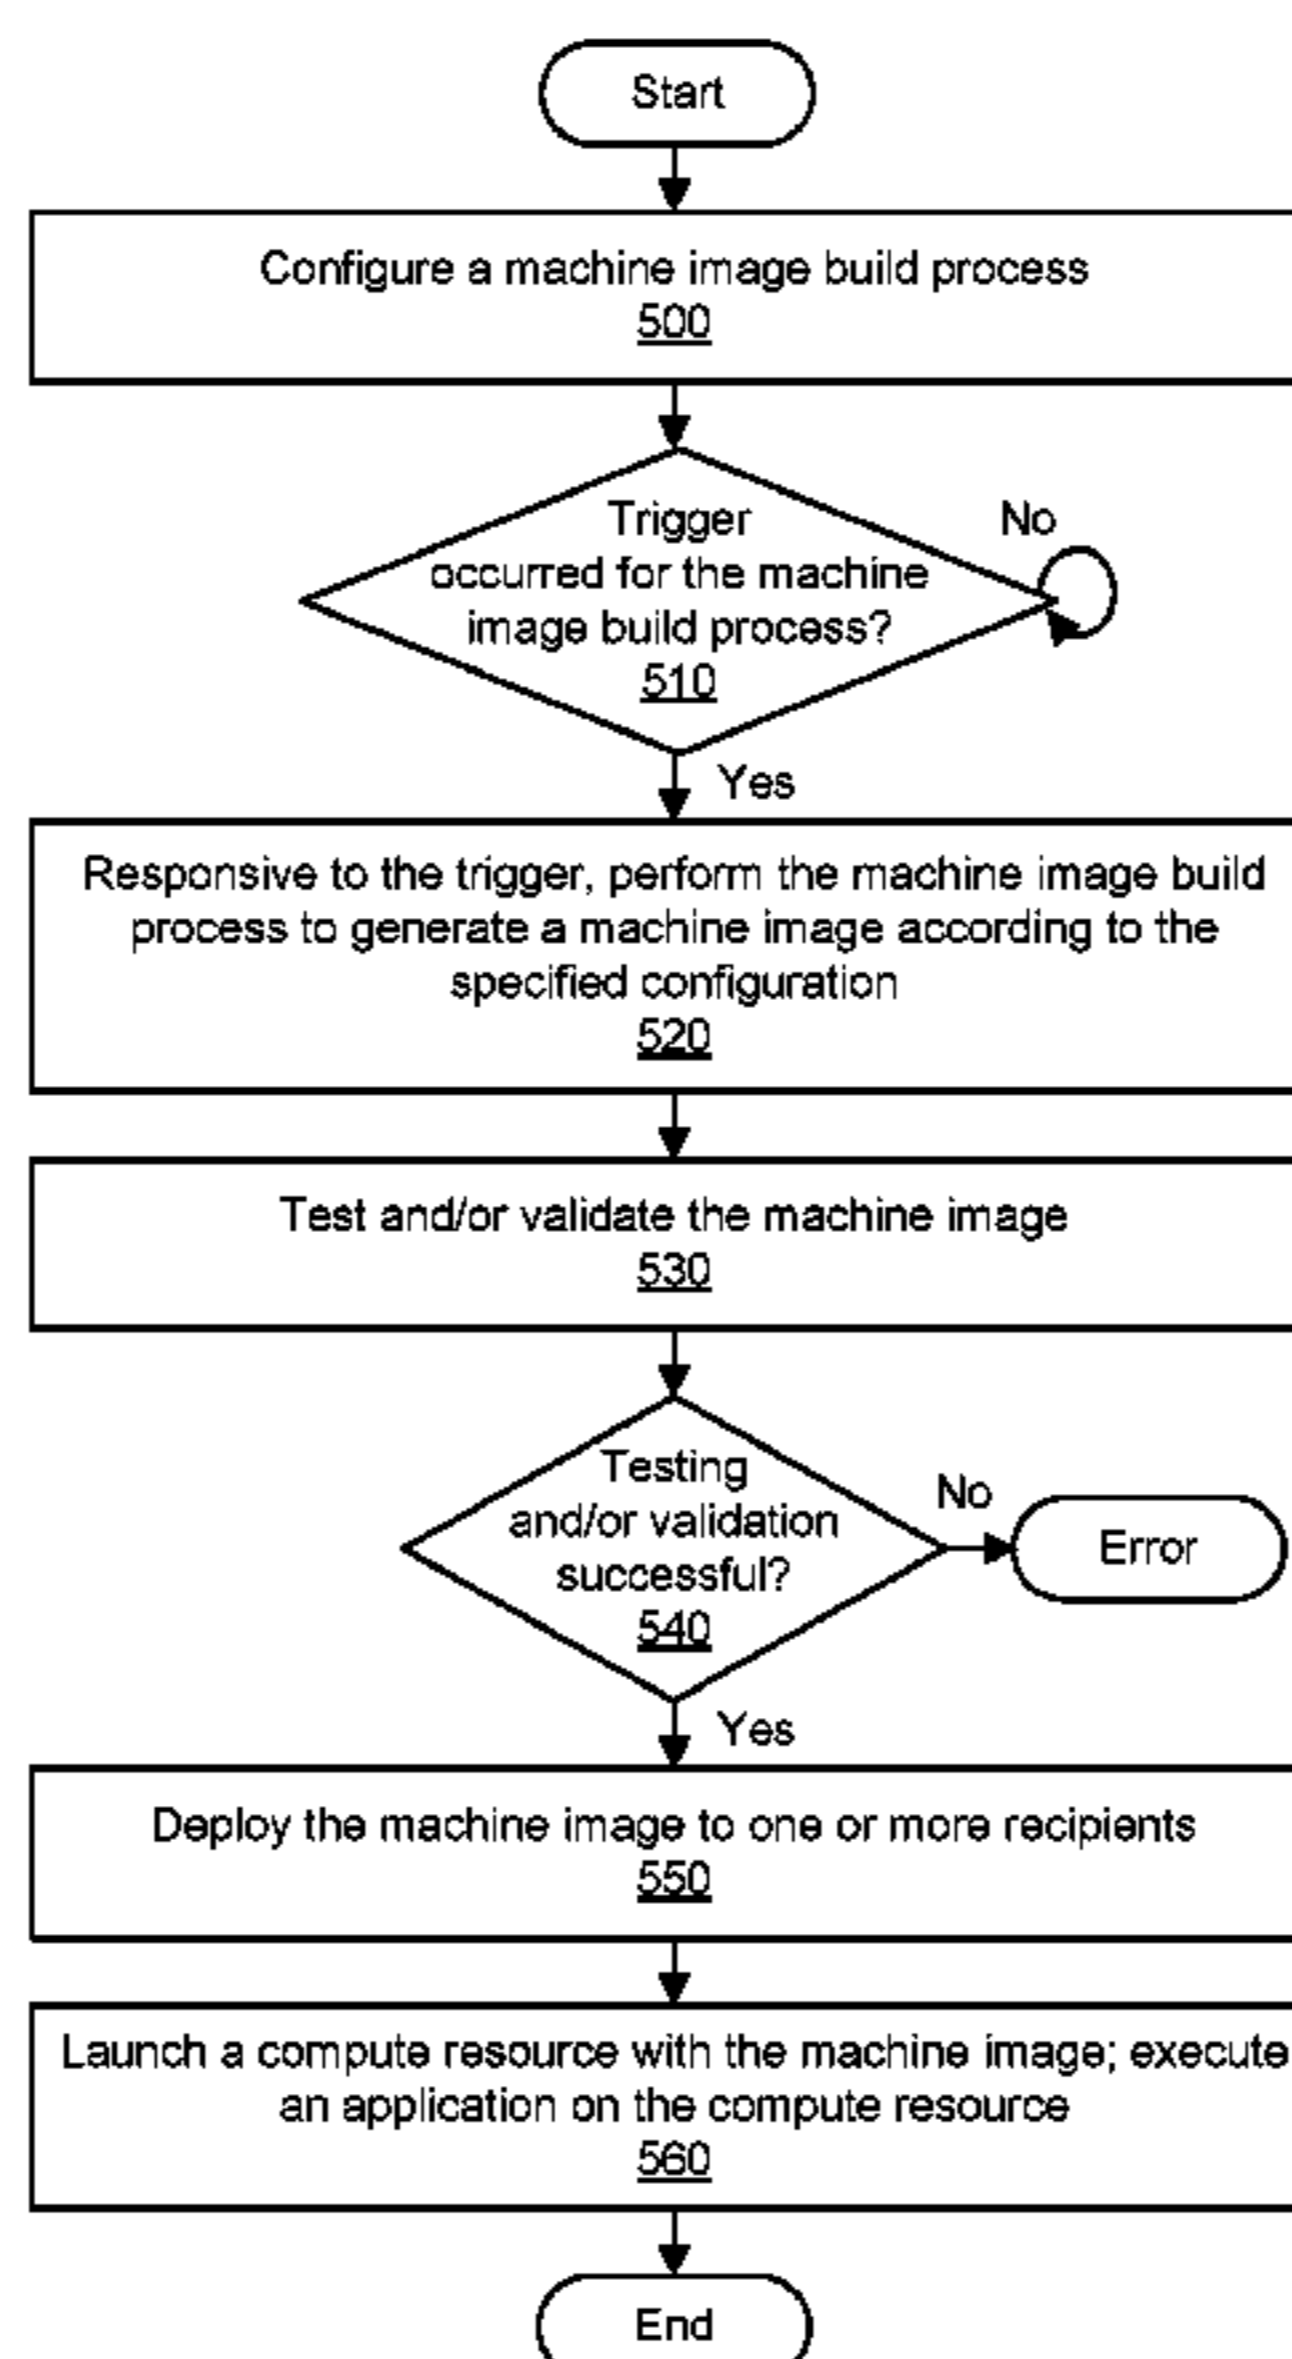 Start
Configure a machine image build process
500
Trigger
occurred for the machine
image build process?
510
No
Yes
Responsive to the trigger, perform the machine image build
process to generate a machine image according to the
specified configuration
520
Test and/or validate the machine image
530
Testing
and/or validation
successful?
540
No
Error
Yes
Deploy the machine image to one or more recipients
550
Launch a compute resource with the machine image; execute
an application on the compute resource
560
End